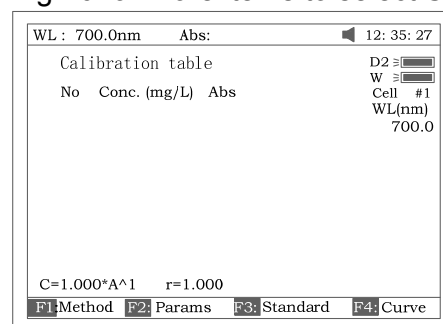 WL: 700.0nm Abs: 12: 35: 27
Calibration table
No Conc. (mg/L) Abs
D2
W
Cell #1
WL(nm)
700.0
C=1.000*A^1 r=1.000
F1:Method F2: Params F3: Standard F4: Curve